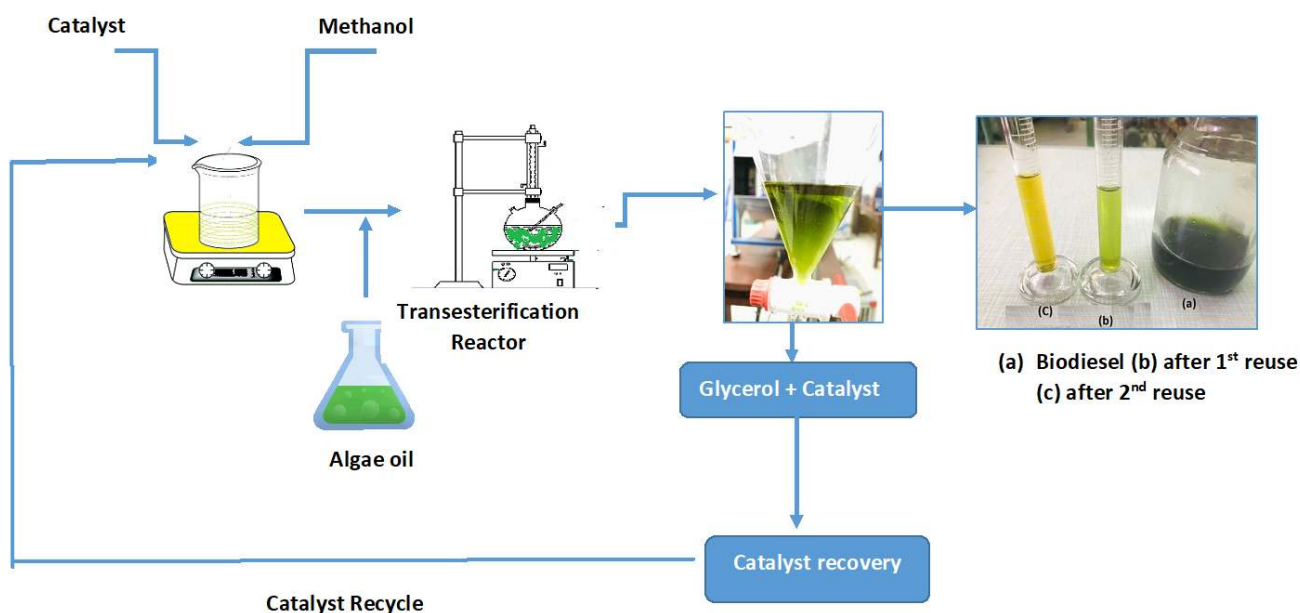 Catalyst
Methanol
Transesterification
Reactor
Algae oil
Glycerol + Catalyst
Catalyst recovery
Catalyst Recycle
(C)
(b)
(a)
(a) Biodiesel (b) after 1st reuse
(c) after 2nd reuse